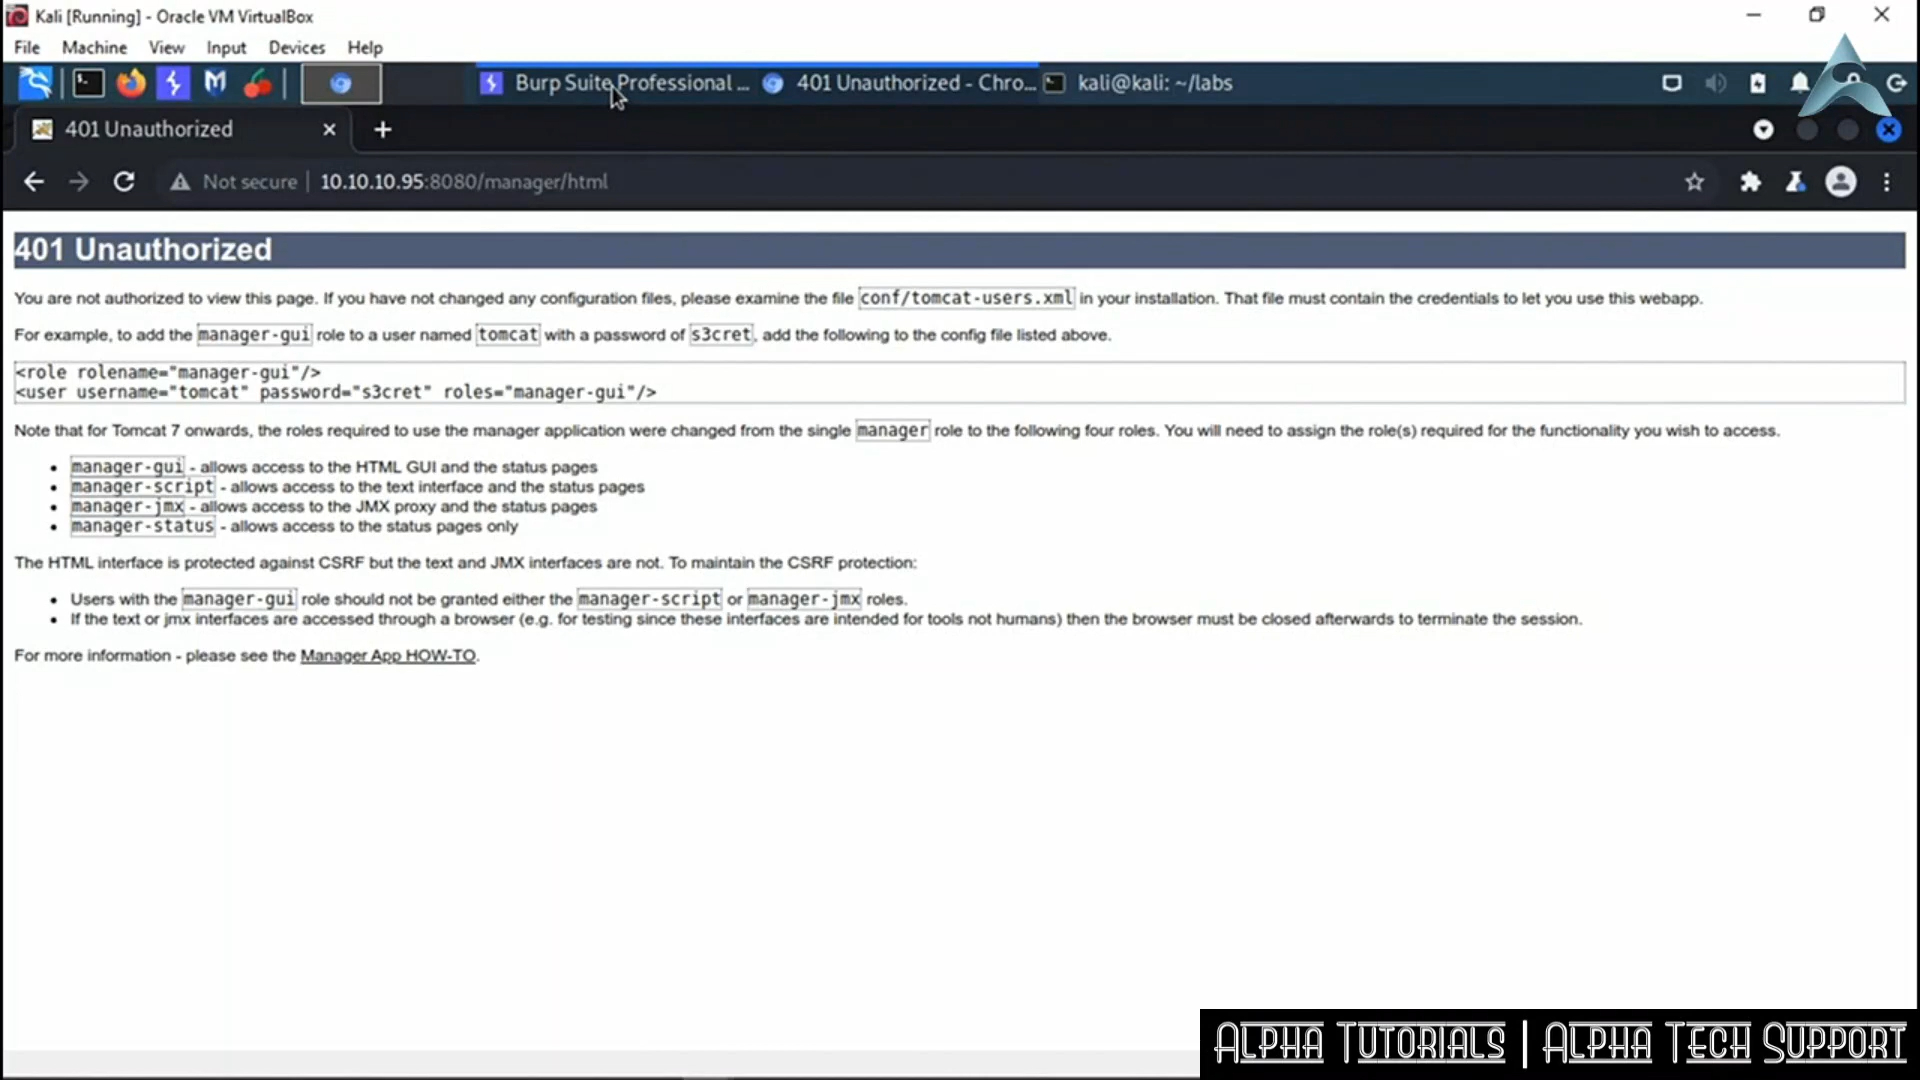 Kali [Running] - Oracle VM VirtualBox
File Machine View Input Devices Help
Burp Suite Professional ... 401 Unauthorized - Chro... kali@kali: ~/labs
401 Unauthorized
Not secure | 10.10.10.95:8080/manager/html
401 Unauthorized
You are not authorized to view this page. If you have not changed any configuration files, please examine the file conf/tomcat-users.xml in your installation. That file must contain the credentials to let you use this webapp.
For example, to add the manager-gui role to a user named tomcat with a password of s3cret, add the following to the config file listed above.
<role rolename="manager-gui"/>
<user username="tomcat" password="s3cret" roles="manager-gui"/>
Note that for Tomcat 7 onwards, the roles required to use the manager application were changed from the single manager role to the following four roles. You will need to assign the role(s) required for the functionality you wish to access.
• manager-gui - allows access to the HTML GUI and the status pages
• manager-script - allows access to the text interface and the status pages
• manager-jmx - allows access to the JMX proxy and the status pages
• manager-status - allows access to the status pages only
The HTML interface is protected against CSRF but the text and JMX interfaces are not. To maintain the CSRF protection:
• Users with the manager-gui role should not be granted either the manager-script or manager-jmx roles.
• If the text or jmx interfaces are accessed through a browser (e.g. for testing since these interfaces are intended for tools not humans) then the browser must be closed afterwards to terminate the session.
For more information - please see the Manager App HOW-TO.
Alpha Tutorials | Alpha Tech Support